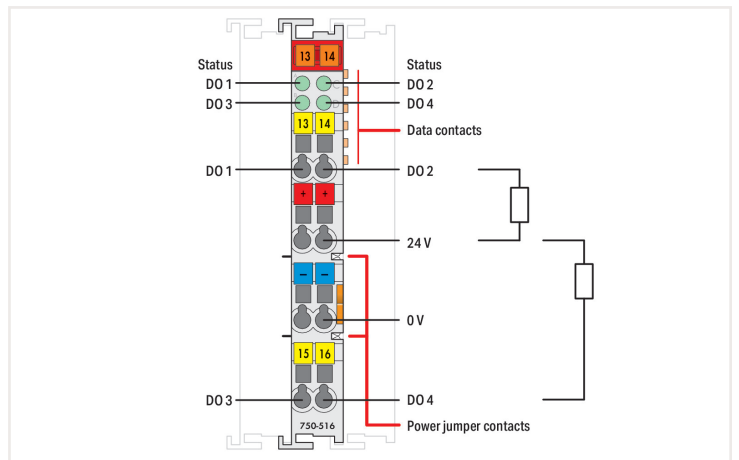 13 14
Status Status
DO 1 DO 2
DO 3 DO 4
13 14
Data contacts
DO 1 DO 2
+ +
24 V
– –
0 V
15 16
DO 3 DO 4
750-516
Power jumper contacts